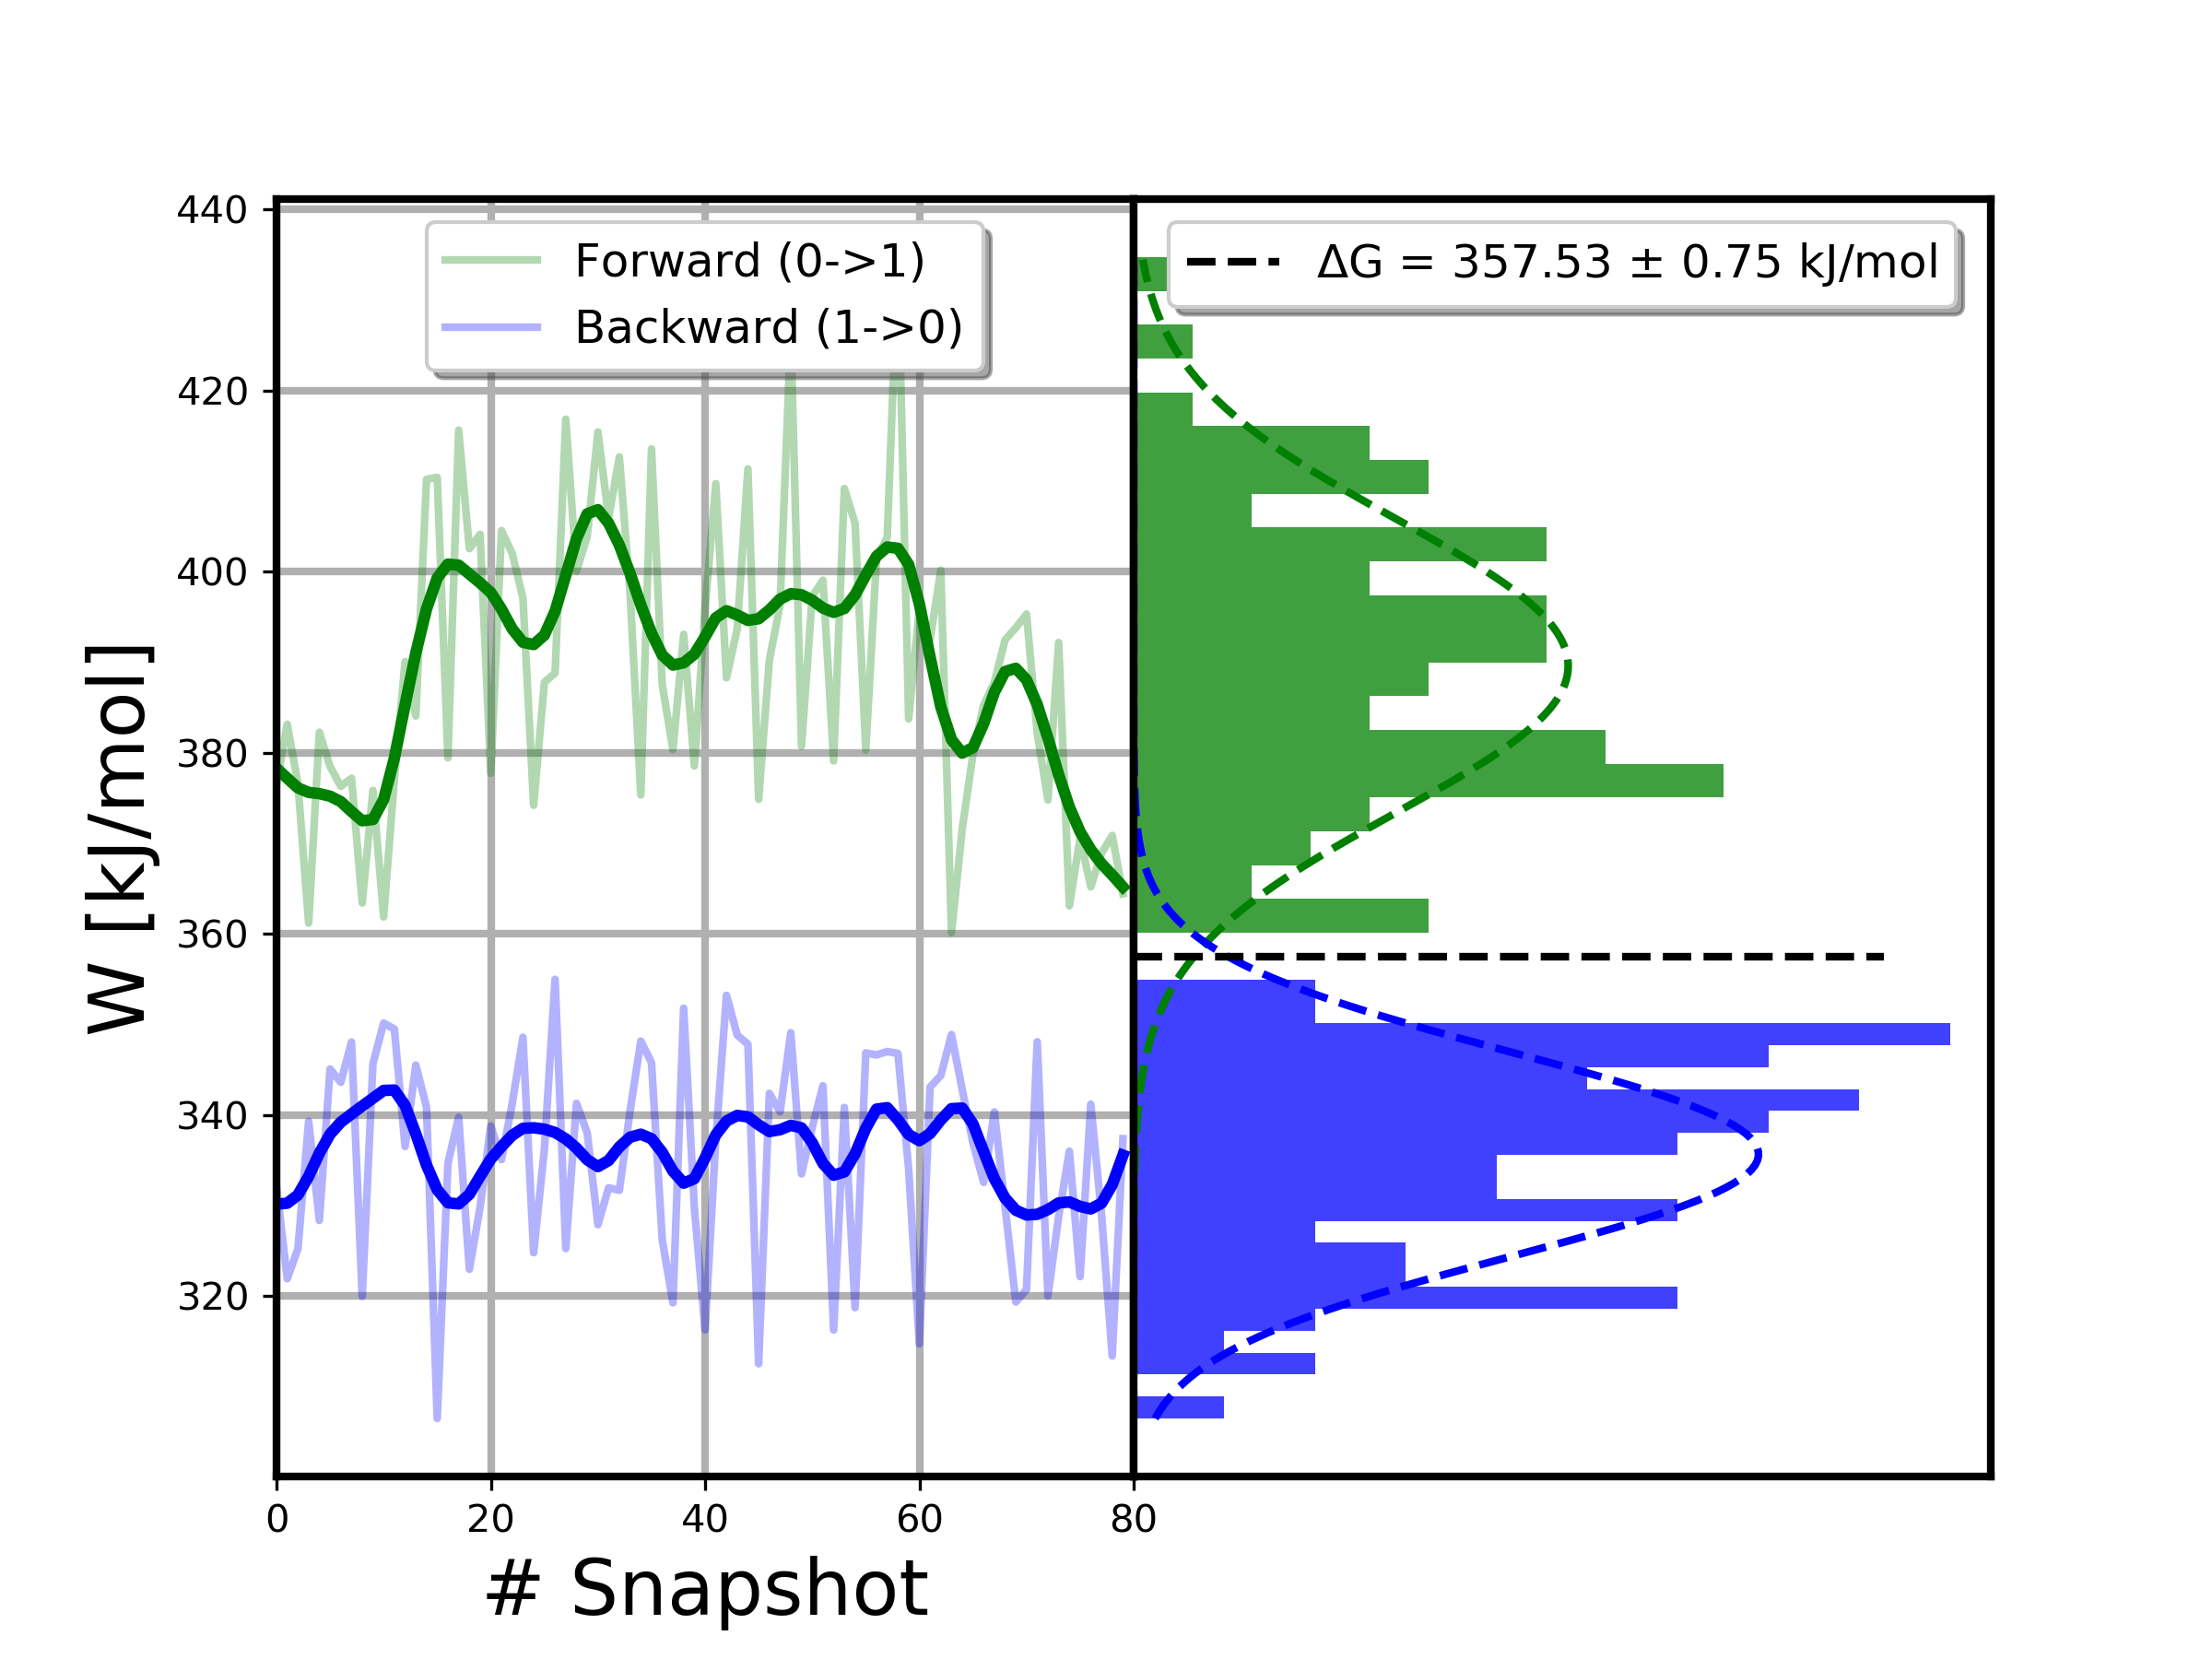 Forward (0->1)
Backward (1->0)
ΔG = 357.53 ± 0.75 kJ/mol
W [kJ/mol]
440
420
400
380
360
340
320
0 20 40 60 80
# Snapshot